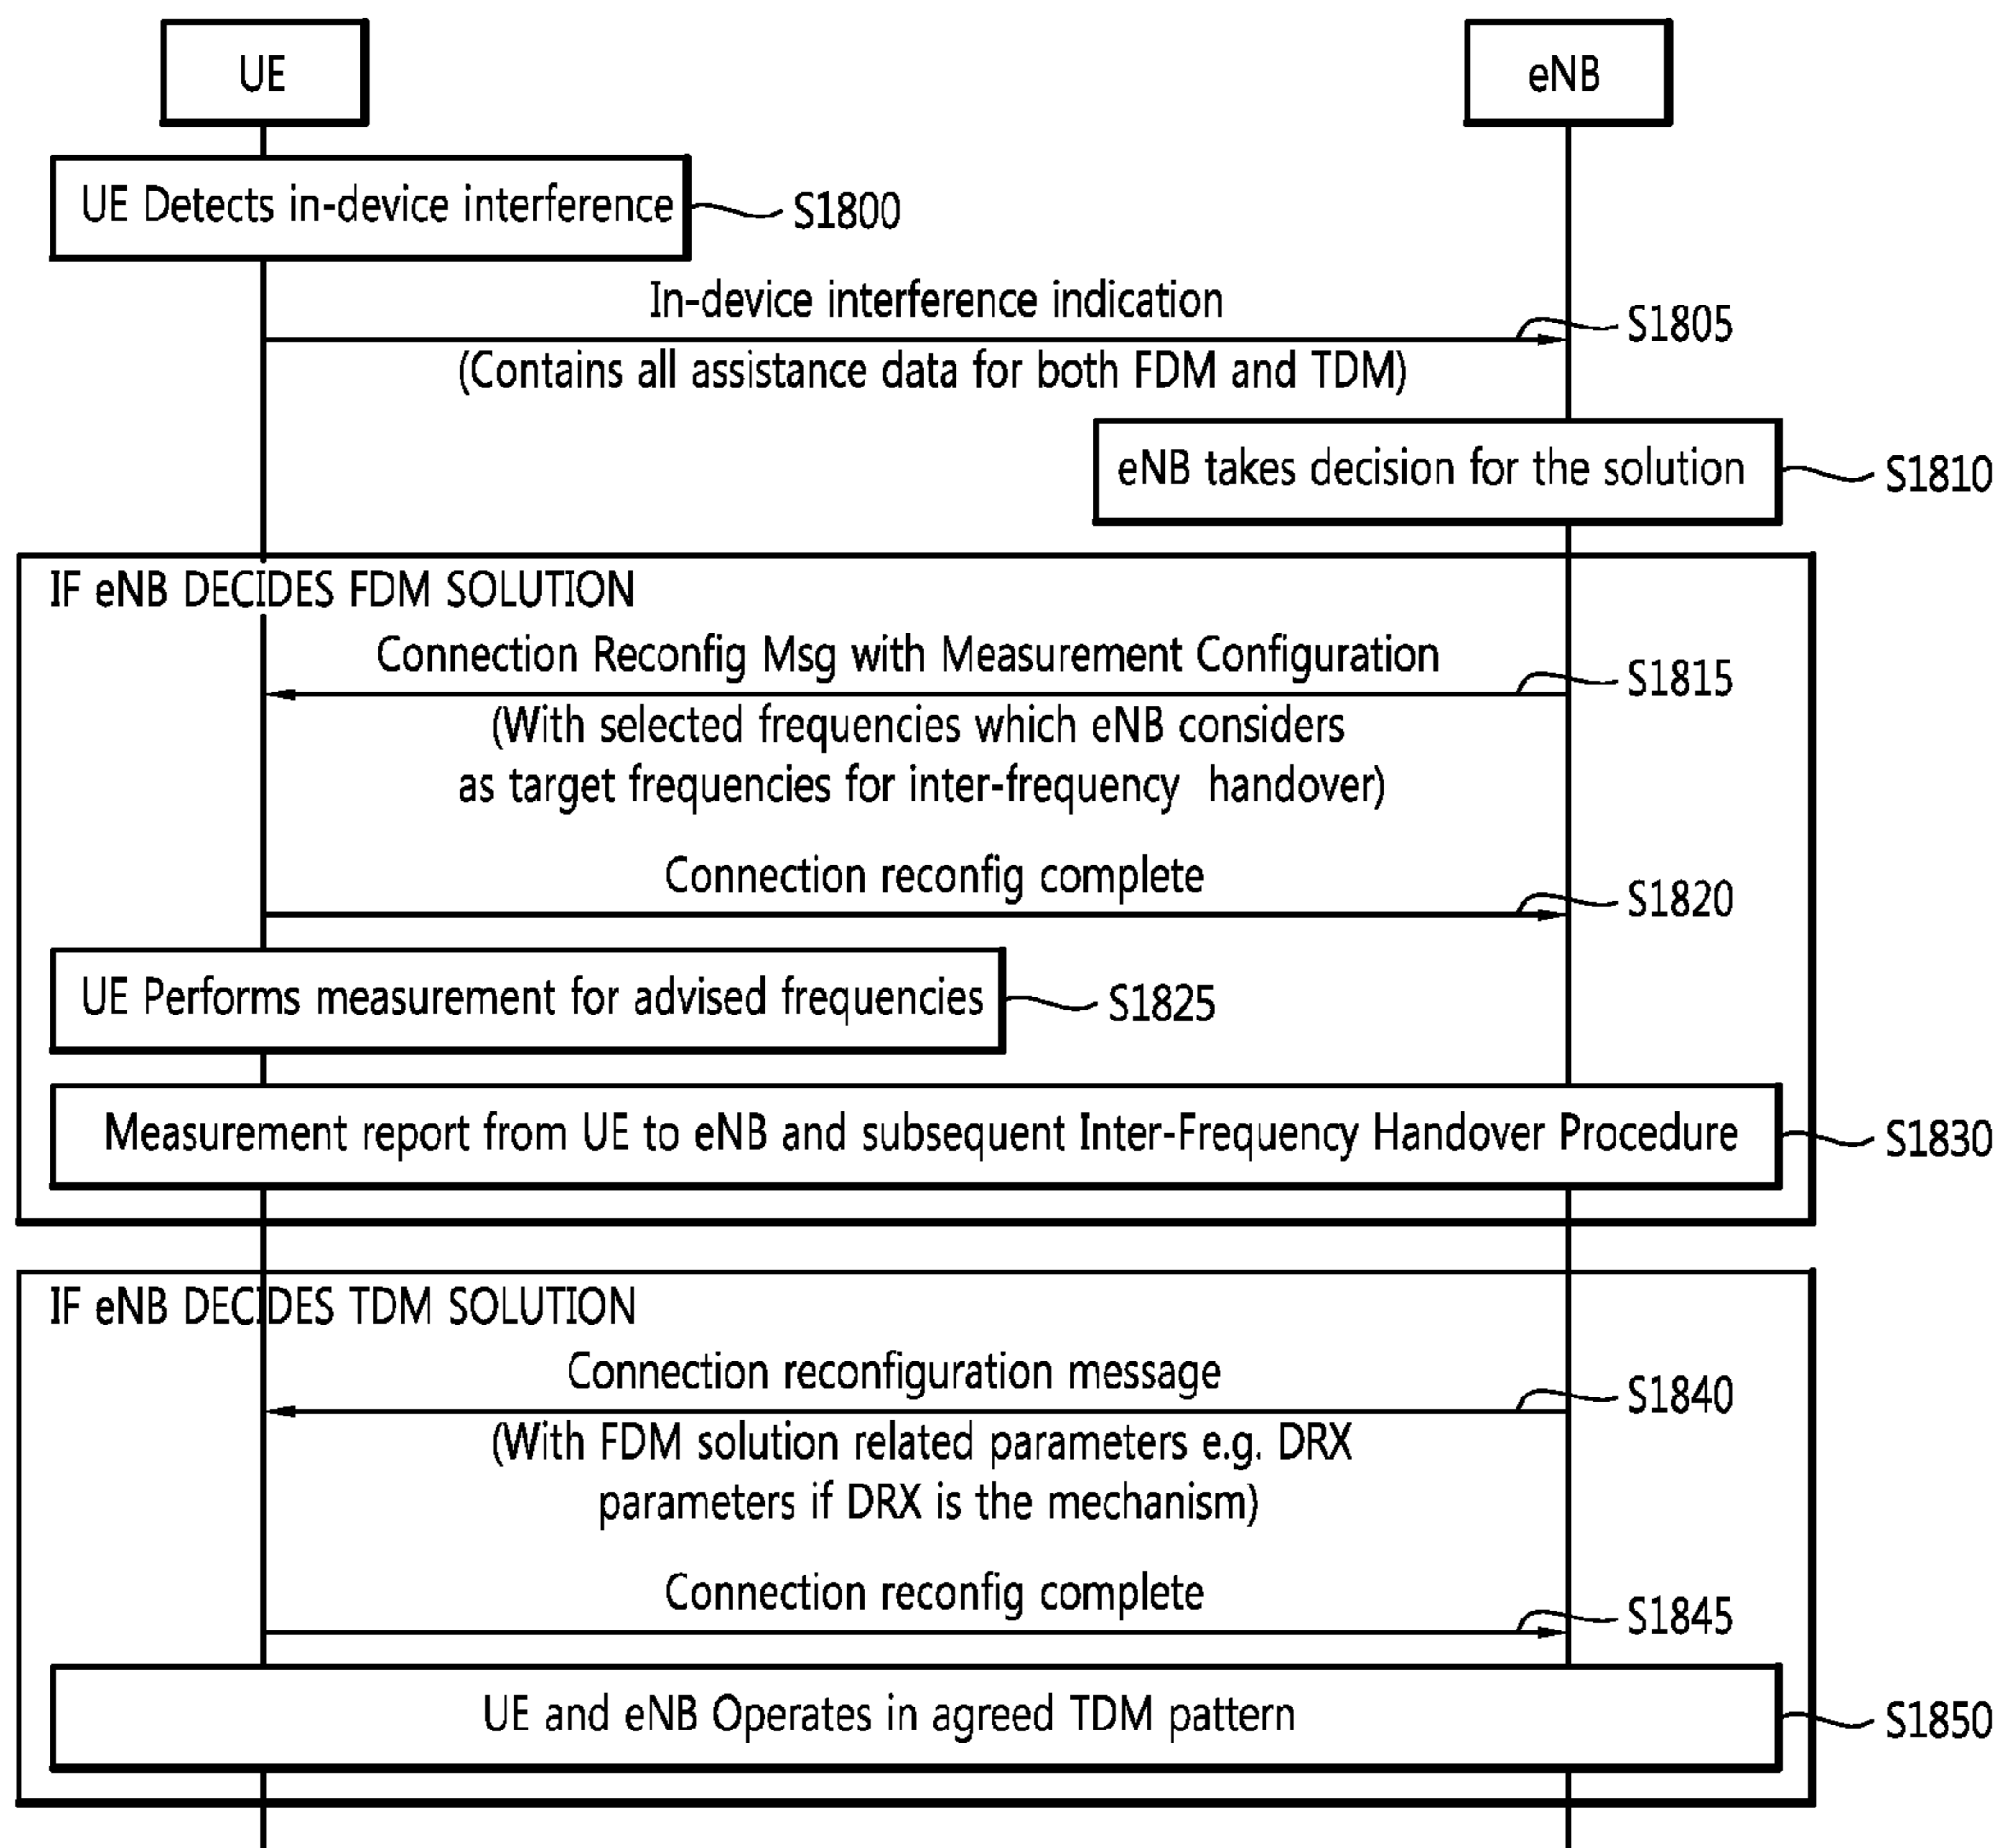 UE
eNB
UE Detects in-device interference
S1800
In-device interference indication
S1805
(Contains all assistance data for both FDM and TDM)
eNB takes decision for the solution
S1810
IF eNB DECIDES FDM SOLUTION
Connection Reconfig Msg with Measurement Configuration
S1815
(With selected frequencies which eNB considers
as target frequencies for inter-frequency handover)
Connection reconfig complete
S1820
UE Performs measurement for advised frequencies
S1825
Measurement report from UE to eNB and subsequent Inter-Frequency Handover Procedure
S1830
IF eNB DECIDES TDM SOLUTION
Connection reconfiguration message
S1840
(With FDM solution related parameters e.g. DRX
parameters if DRX is the mechanism)
Connection reconfig complete
S1845
UE and eNB Operates in agreed TDM pattern
S1850